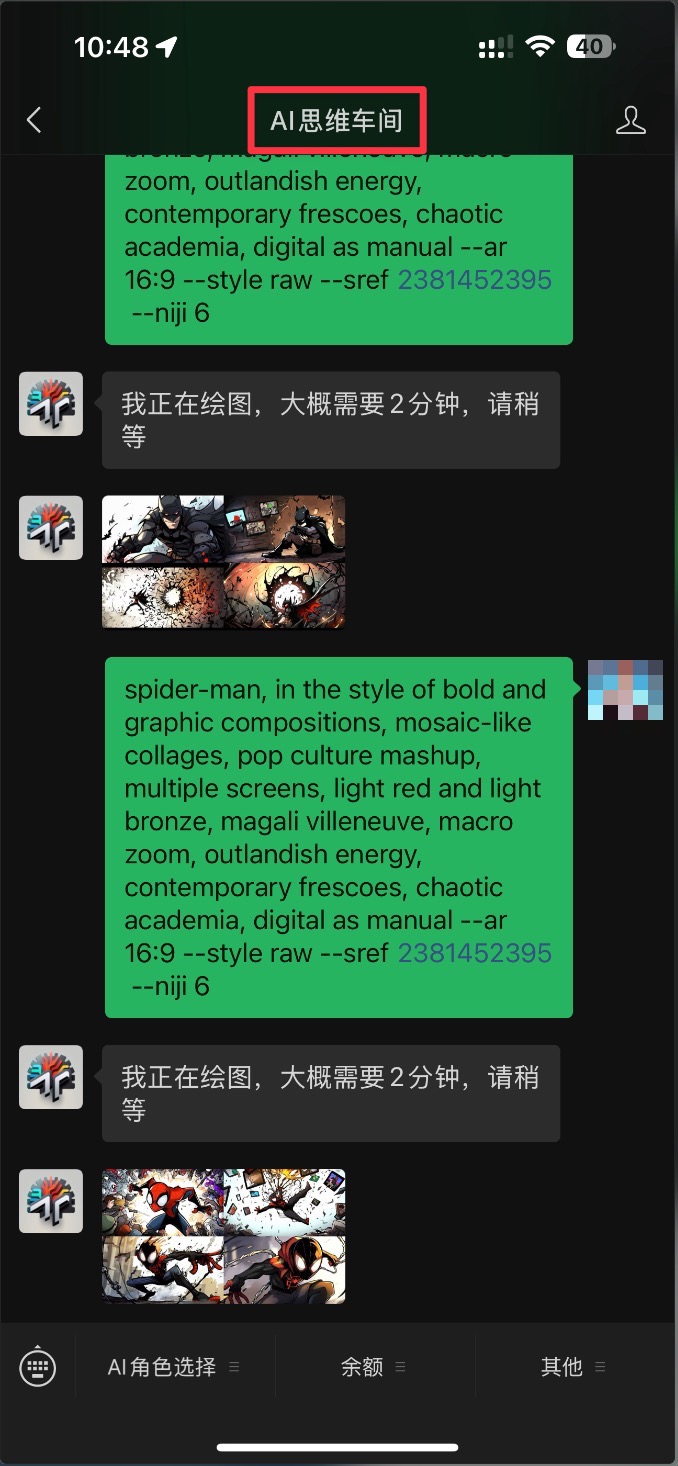 10:48
40
AI思维车间
bronze, magali villeneuve, macro
zoom, outlandish energy,
contemporary frescoes, chaotic
academia, digital as manual --ar
16:9 --style raw --sref 2381452395
--niji 6
我正在绘图，大概需要2分钟，请稍
等
spider-man, in the style of bold and
graphic compositions, mosaic-like
collages, pop culture mashup,
multiple screens, light red and light
bronze, magali villeneuve, macro
zoom, outlandish energy,
contemporary frescoes, chaotic
academia, digital as manual --ar
16:9 --style raw --sref 2381452395
--niji 6
我正在绘图，大概需要2分钟，请稍
等
AI角色选择
余额
其他